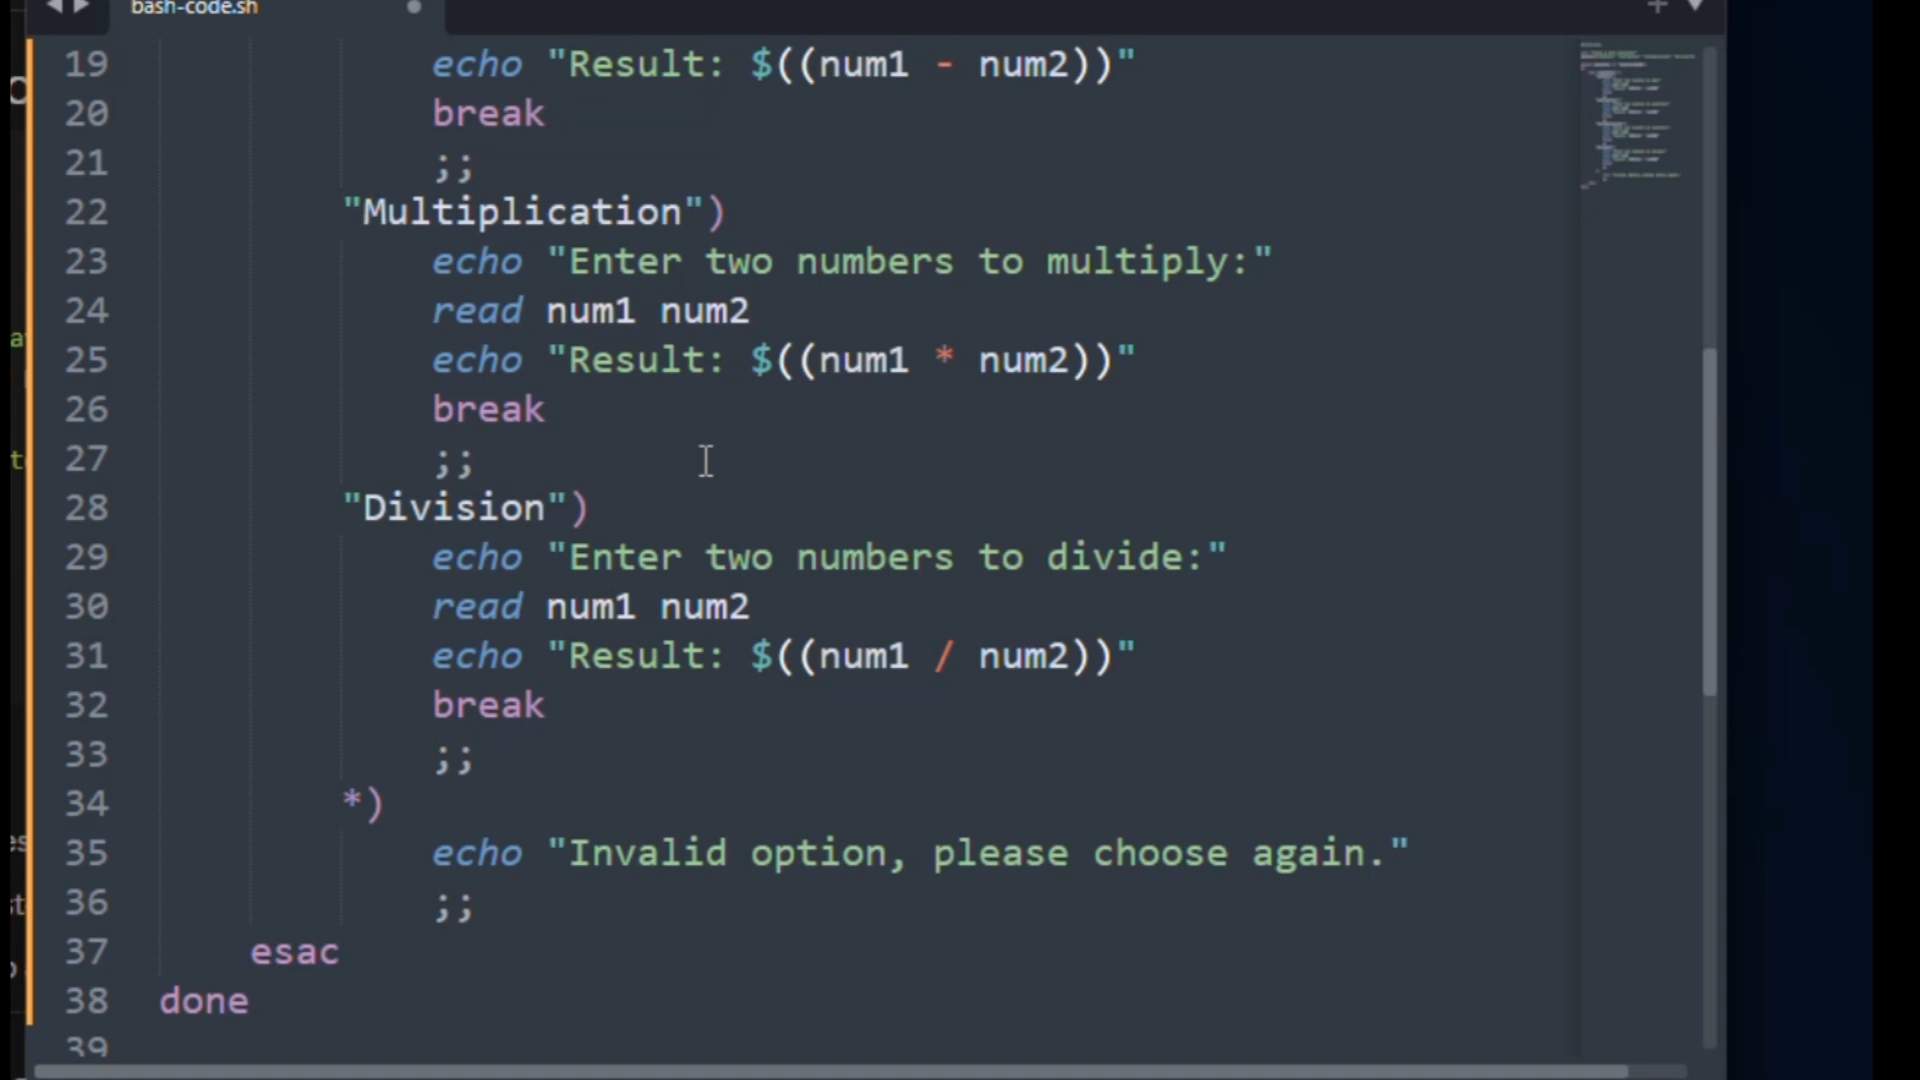 bash-code.sh
19 echo "Result: $((num1 - num2))"
20 break
21 ;;
22 "Multiplication")
23 echo "Enter two numbers to multiply:"
24 read num1 num2
25 echo "Result: $((num1 * num2))"
26 break
27 ;;
28 "Division")
29 echo "Enter two numbers to divide:"
30 read num1 num2
31 echo "Result: $((num1 / num2))"
32 break
33 ;;
34 *)
35 echo "Invalid option, please choose again."
36 ;;
37 esac
38 done
39